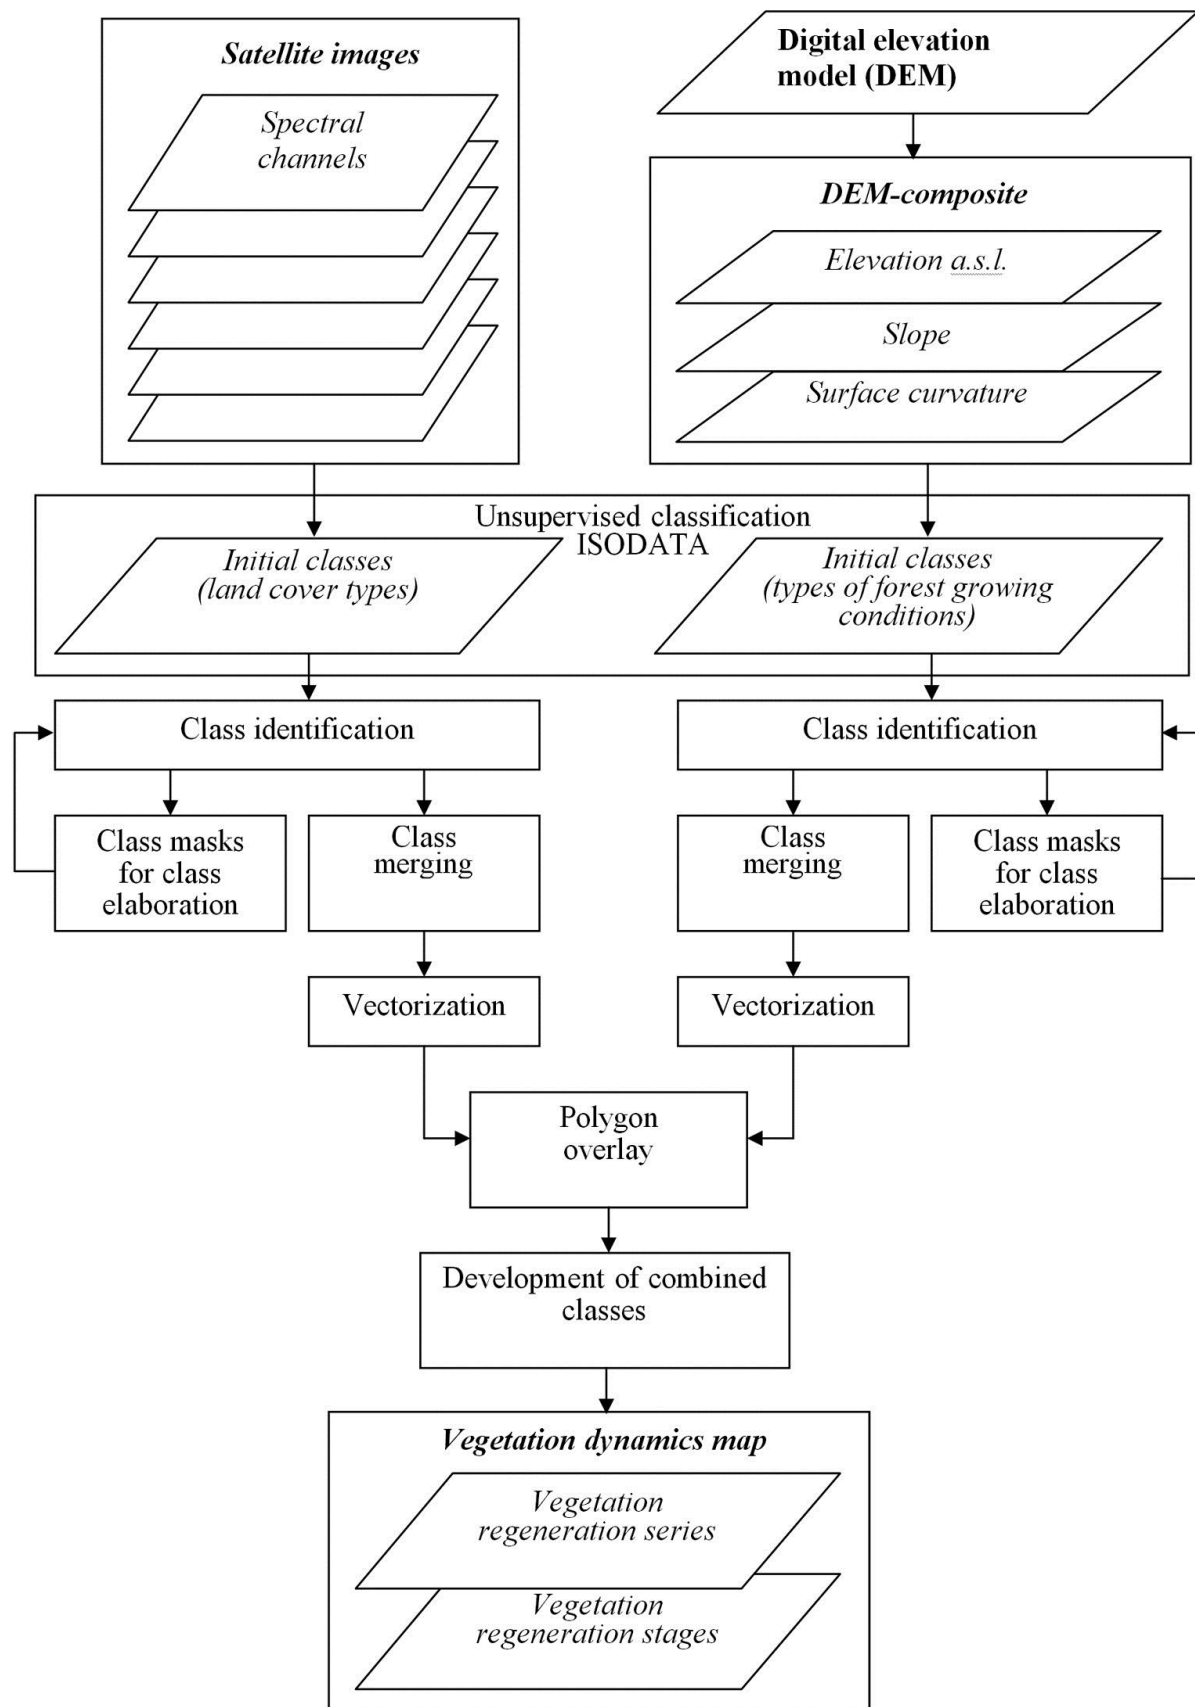 Satellite images
Spectral
channels
Digital elevation
model (DEM)
DEM-composite
Elevation a.s.l.
Slope
Surface curvature
Unsupervised classification
ISODATA
Initial classes
(land cover types)
Initial classes
(types of forest growing
conditions)
Class identification
Class identification
Class masks
for class
elaboration
Class
merging
Class
merging
Class masks
for class
elaboration
Vectorization
Vectorization
Polygon
overlay
Development of combined
classes
Vegetation dynamics map
Vegetation
regeneration series
Vegetation
regeneration stages